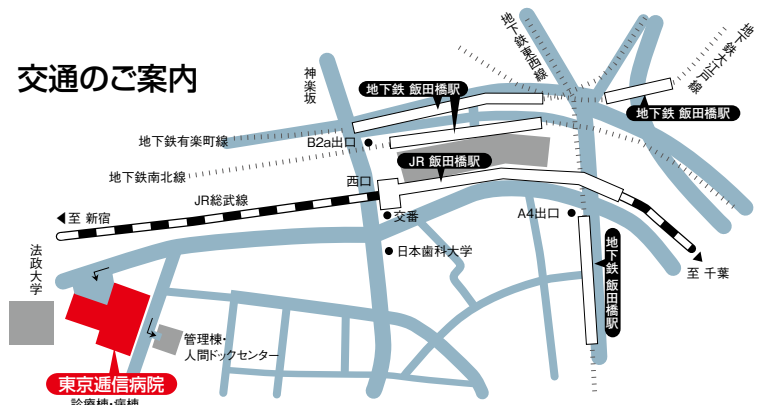 交通のご案内
神楽坂
地下鉄東西線
地下鉄大江戸線
地下鉄 飯田橋駅
地下鉄 飯田橋駅
地下鉄有楽町線
B2a出口
地下鉄南北線
JR 飯田橋駅
西口
JR総武線
至 新宿
交番
A4出口
日本歯科大学
地下鉄 飯田橋駅
至 千葉
法政大学
管理棟・
人間ドックセンター
東京逓信病院
診療棟・病棟